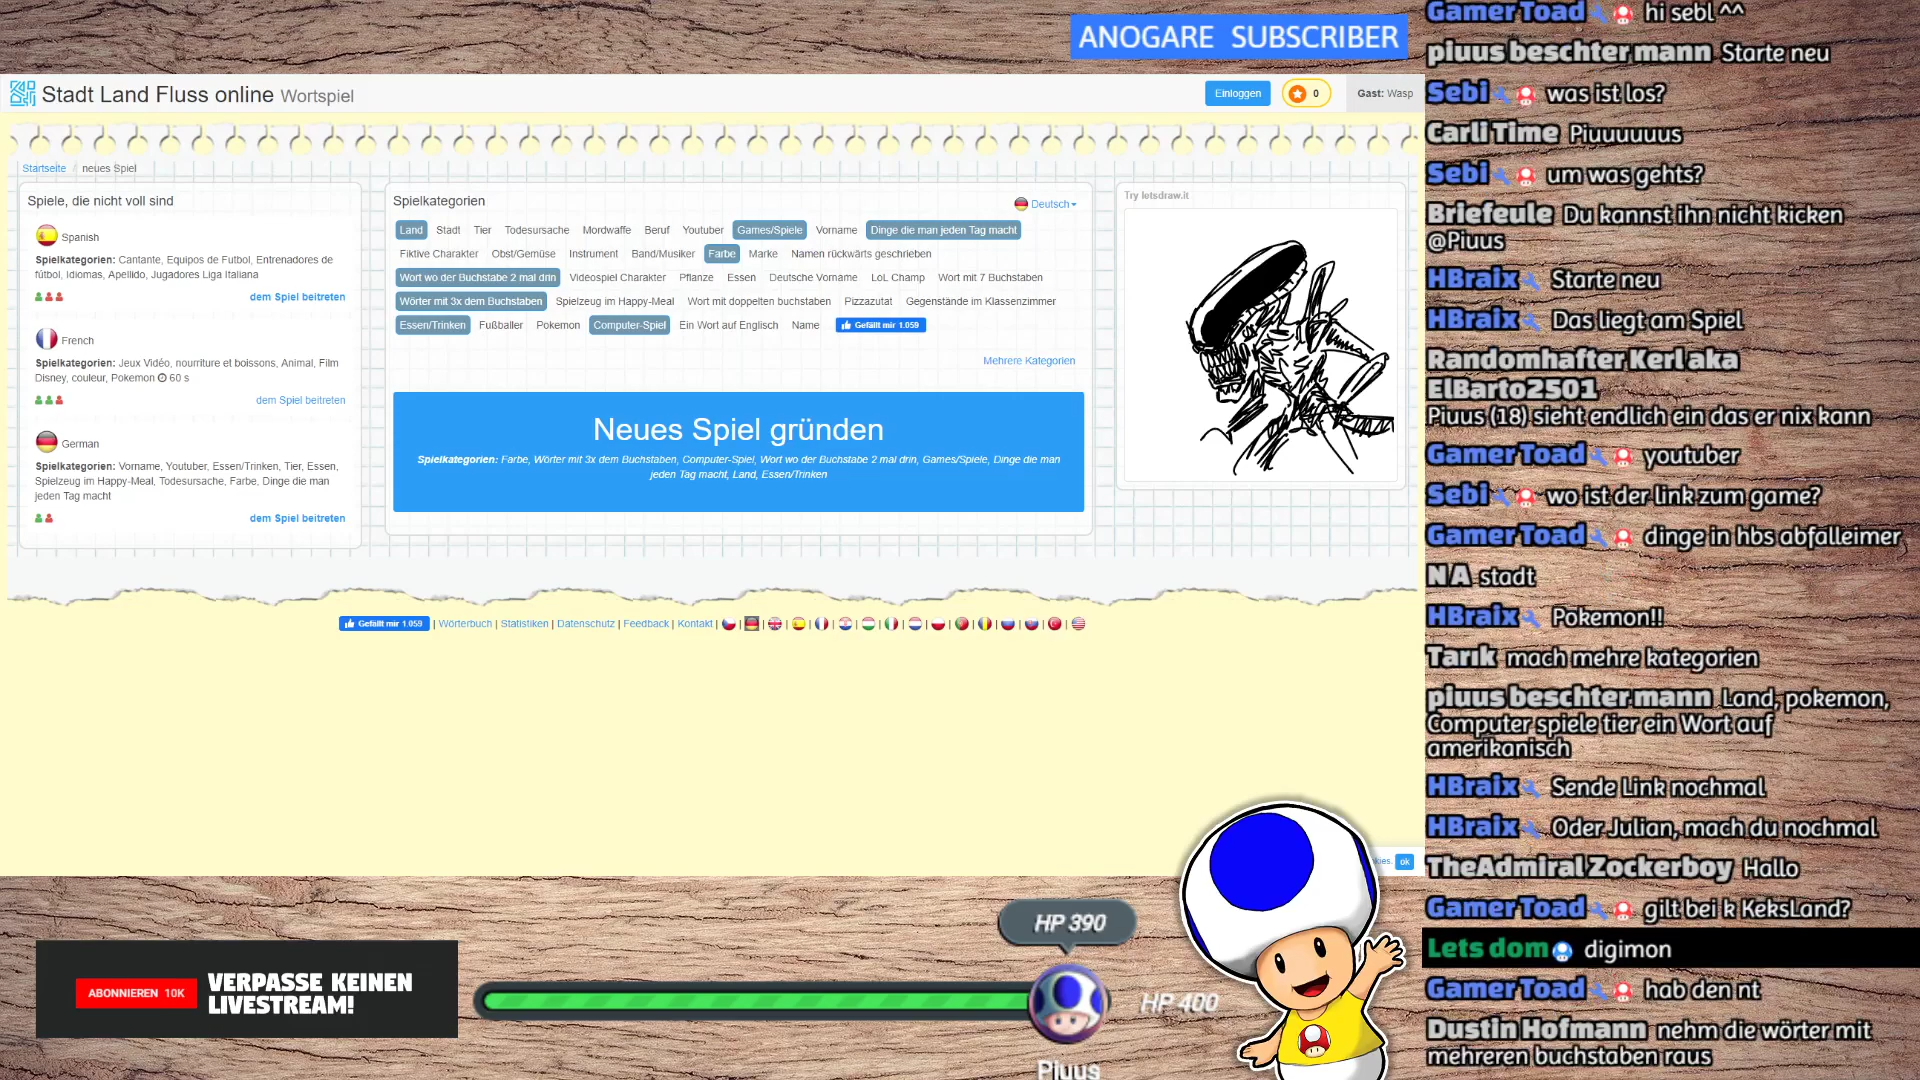 ANOGARE SUBSCRIBER
Stadt Land Fluss online Wortspiel
Einloggen
0
Gast: Wasp
Startseite / neues Spiel
Spiele, die nicht voll sind
Spanish
Spielkategorien: Cantante, Equipos de Futbol, Entrenadores de
fútbol, Idiomas, Apellido, Jugadores Liga Italiana
dem Spiel beitreten
French
Spielkategorien: Jeux Vidéo, nourriture et boissons, Animal, Film
Disney, couleur, Pokemon 60 s
dem Spiel beitreten
German
Spielkategorien: Vorname, Youtuber, Essen/Trinken, Tier, Essen,
Spielzeug im Happy-Meal, Todesursache, Farbe, Dinge die man
jeden Tag macht
dem Spiel beitreten
Spielkategorien
Deutsch
Land Stadt Tier Todesursache Mordwaffe Beruf Youtuber Games/Spiele Vorname Dinge die man jeden Tag macht
Fiktive Charakter Obst/Gemüse Instrument Band/Musiker Farbe Marke Namen rückwärts geschrieben
Wort wo der Buchstabe 2 mal drin Videospiel Charakter Pflanze Essen Deutsche Vorname LoL Champ Wort mit 7 Buchstaben
Wörter mit 3x dem Buchstaben Spielzeug im Happy-Meal Wort mit doppelten buchstaben Pizzazutat Gegenstände im Klassenzimmer
Essen/Trinken Fußballer Pokemon Computer-Spiel Ein Wort auf Englisch Name Gefällt mir 1.059
Mehrere Kategorien
Neues Spiel gründen
Spielkategorien: Farbe, Wörter mit 3x dem Buchstaben, Computer-Spiel, Wort wo der Buchstabe 2 mal drin, Games/Spiele, Dinge die man
jeden Tag macht, Land, Essen/Trinken
Try letsdraw.it
Gefällt mir 1.059 | Wörterbuch | Statistiken | Datenschutz | Feedback | Kontakt |
ok
GamerToad hi sebl ^^
piuus beschter mann Starte neu
Sebi was ist los?
CarliTime Piuuuuuus
Sebi um was gehts?
Briefeule Du kannst ihn nicht kicken
@Piuus
HBraix Starte neu
HBraix Das liegt am Spiel
Randomhafter Kerl aka
ElBarto2501
Piuus (18) sieht endlich ein das er nix kann
GamerToad youtuber
Sebi wo ist der link zum game?
GamerToad dinge in hbs abfalleimer
N A stadt
HBraix Pokemon!!
Tarık mach mehre kategorien
piuus beschter mann Land, pokemon,
Computer spiele tier ein Wort auf
amerikanisch
HBraix Sende Link nochmal
HBraix Oder Julian, mach du nochmal
TheAdmiral Zockerboy Hallo
GamerToad gilt bei k KeksLand?
Lets dom digimon
GamerToad hab den nt
Dustin Hofmann nehm die wörter mit
mehreren buchstaben raus
ABONNIEREN 10K
VERPASSE KEINEN
LIVESTREAM!
HP 390
HP 400
Piuus